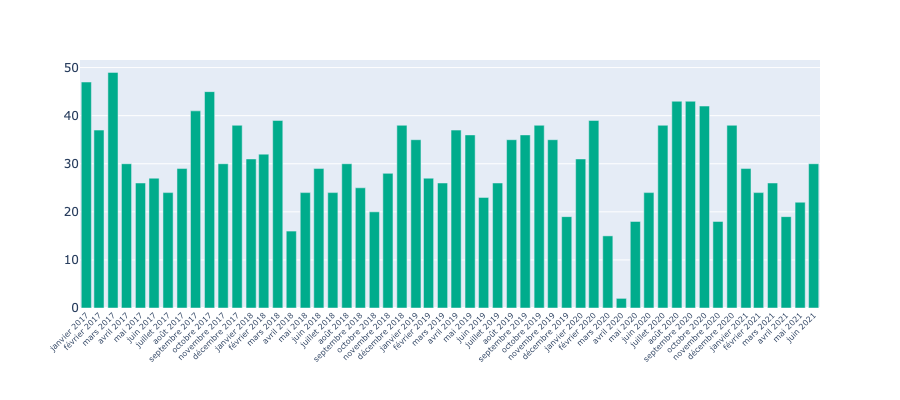 50
40
30
20
10
0
janvier 2017
février 2017
mars 2017
avril 2017
mai 2017
juin 2017
juillet 2017
août 2017
septembre 2017
octobre 2017
novembre 2017
décembre 2017
janvier 2018
février 2018
mars 2018
avril 2018
mai 2018
juin 2018
juillet 2018
août 2018
septembre 2018
octobre 2018
novembre 2018
décembre 2018
janvier 2019
février 2019
mars 2019
avril 2019
mai 2019
juin 2019
juillet 2019
août 2019
septembre 2019
octobre 2019
novembre 2019
décembre 2019
janvier 2020
février 2020
mars 2020
avril 2020
mai 2020
juin 2020
juillet 2020
août 2020
septembre 2020
octobre 2020
novembre 2020
décembre 2020
janvier 2021
février 2021
mars 2021
avril 2021
mai 2021
juin 2021